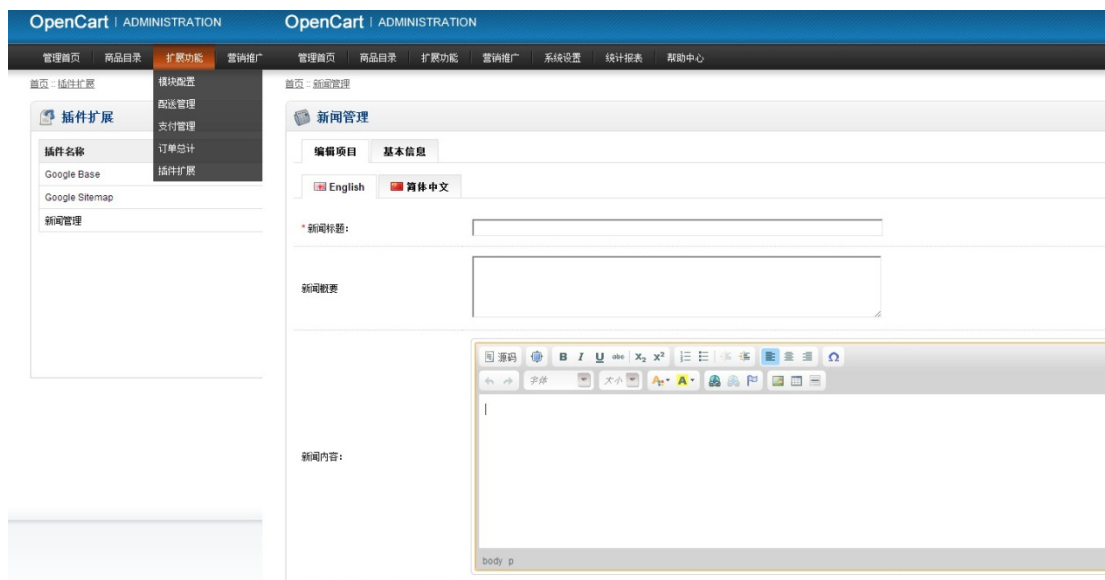 OpenCart | ADMINISTRATION
管理首页 商品目录 扩展功能 营销推广
首页 :: 插件扩展
模块配置
配送管理
支付管理
订单总计
插件扩展
插件扩展
插件名称
Google Base
Google Sitemap
新闻管理
OpenCart | ADMINISTRATION
管理首页 商品目录 扩展功能 营销推广 系统设置 统计报表 帮助中心
首页 :: 新闻管理
新闻管理
编辑项目 基本信息
English 简体中文
* 新闻标题:
新闻概要
源码 B I U abc X₂ X² Ω
字体 大小 A A
新闻内容:
body p